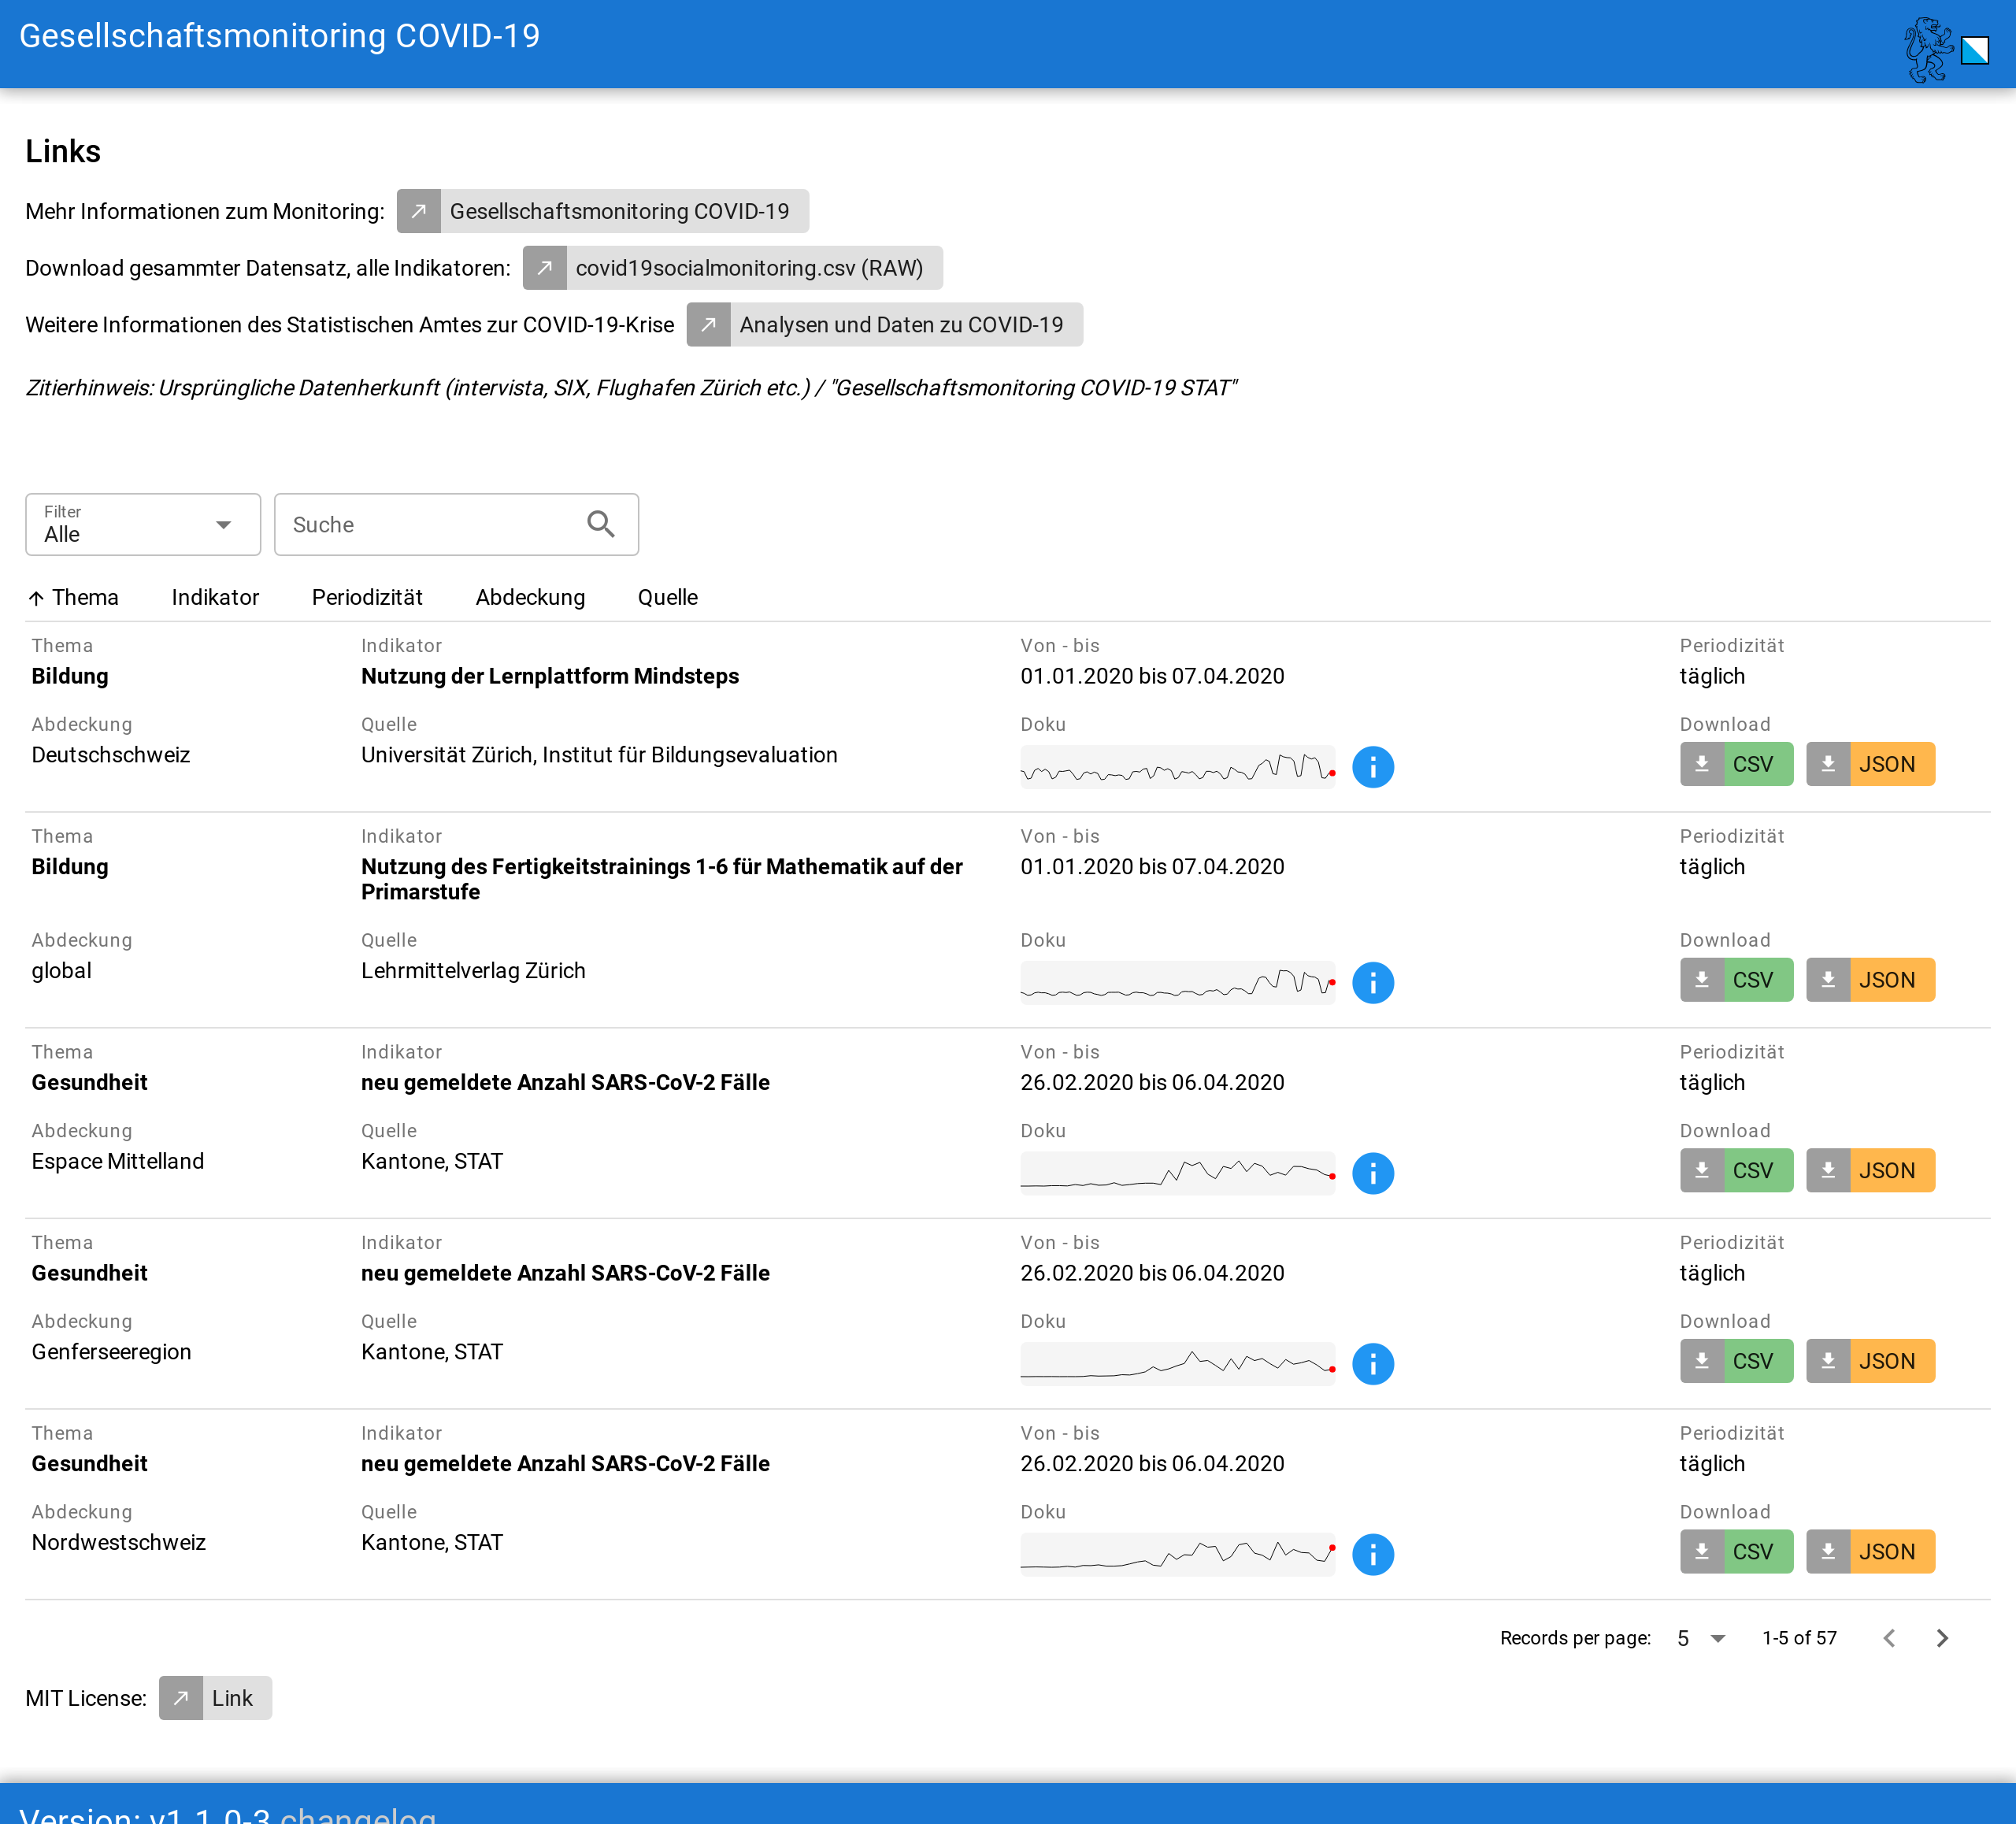 Gesellschaftsmonitoring COVID-19
Links
Mehr Informationen zum Monitoring: Gesellschaftsmonitoring COVID-19
Download gesammter Datensatz, alle Indikatoren: covid19socialmonitoring.csv (RAW)
Weitere Informationen des Statistischen Amtes zur COVID-19-Krise Analysen und Daten zu COVID-19
Zitierhinweis: Ursprüngliche Datenherkunft (intervista, SIX, Flughafen Zürich etc.) / "Gesellschaftsmonitoring COVID-19 STAT"
Filter
Alle
Suche
Thema Indikator Periodizität Abdeckung Quelle
Thema Indikator Von - bis Periodizität
Bildung Nutzung der Lernplattform Mindsteps 01.01.2020 bis 07.04.2020 täglich
Abdeckung Quelle Doku Download
Deutschschweiz Universität Zürich, Institut für Bildungsevaluation CSV JSON
Thema Indikator Von - bis Periodizität
Bildung Nutzung des Fertigkeitstrainings 1-6 für Mathematik auf der 01.01.2020 bis 07.04.2020 täglich
Primarstufe
Abdeckung Quelle Doku Download
global Lehrmittelverlag Zürich CSV JSON
Thema Indikator Von - bis Periodizität
Gesundheit neu gemeldete Anzahl SARS-CoV-2 Fälle 26.02.2020 bis 06.04.2020 täglich
Abdeckung Quelle Doku Download
Espace Mittelland Kantone, STAT CSV JSON
Thema Indikator Von - bis Periodizität
Gesundheit neu gemeldete Anzahl SARS-CoV-2 Fälle 26.02.2020 bis 06.04.2020 täglich
Abdeckung Quelle Doku Download
Genferseeregion Kantone, STAT CSV JSON
Thema Indikator Von - bis Periodizität
Gesundheit neu gemeldete Anzahl SARS-CoV-2 Fälle 26.02.2020 bis 06.04.2020 täglich
Abdeckung Quelle Doku Download
Nordwestschweiz Kantone, STAT CSV JSON
Records per page: 5 1-5 of 57
MIT License: Link
Version: v1.1.0-3 changelog